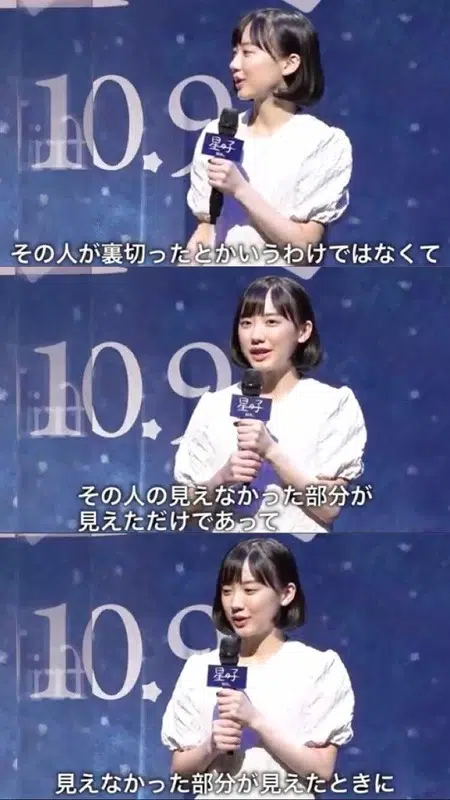 10.9
星の子
その人が裏切ったとかいうわけではなくて
10.9
星の子
その人の見えなかった部分が
見えただけであって
10.9
星の子
見えなかった部分が見えたときに